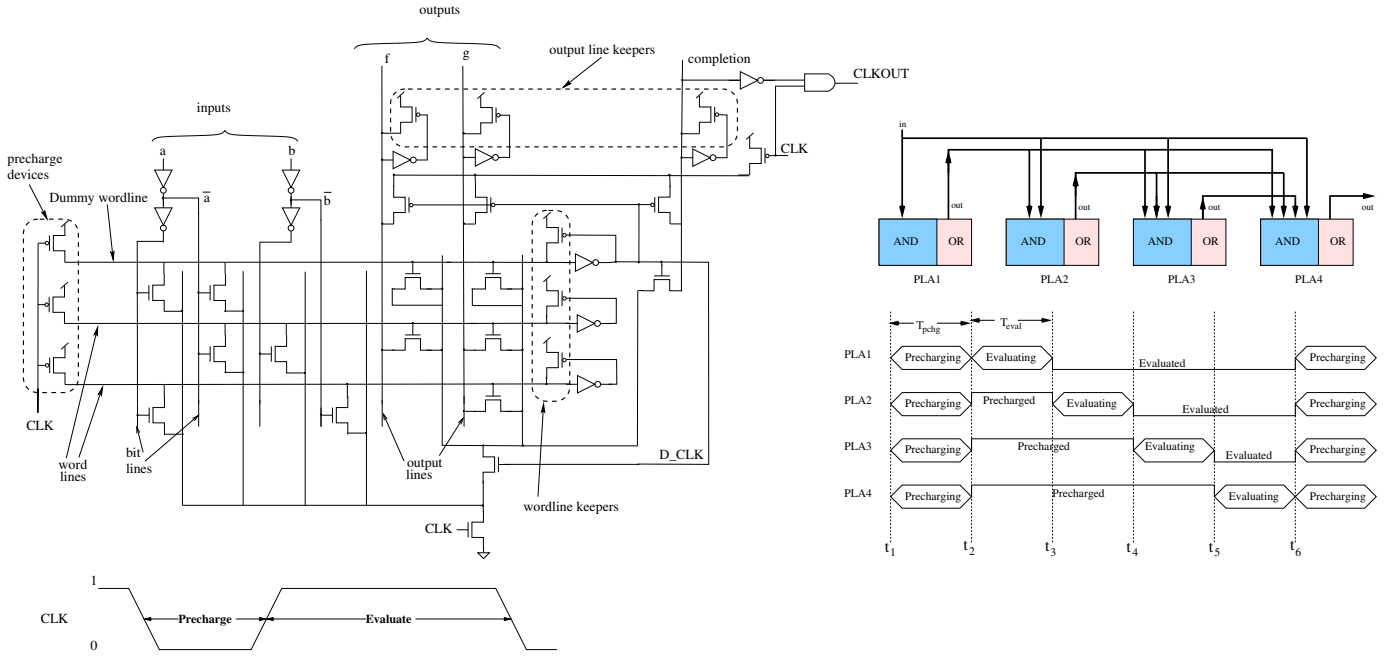 outputs
f
g
output line keepers
completion
CLKOUT
CLK
inputs
a
b
a
b
precharge
devices
Dummy wordline
CLK
word
lines
bit
lines
output
lines
D_CLK
wordline keepers
CLK
1
CLK
0
Precharge
Evaluate
in
out
out
out
out
AND OR
AND OR
AND OR
AND OR
PLA1
PLA2
PLA3
PLA4
Tpchg
Teval
PLA1 Precharging Evaluating Evaluated Precharging
PLA2 Precharging Precharged Evaluating Evaluated Precharging
PLA3 Precharging Precharged Evaluating Evaluated Precharging
PLA4 Precharging Precharged Evaluating Precharging
t1 t2 t3 t4 t5 t6